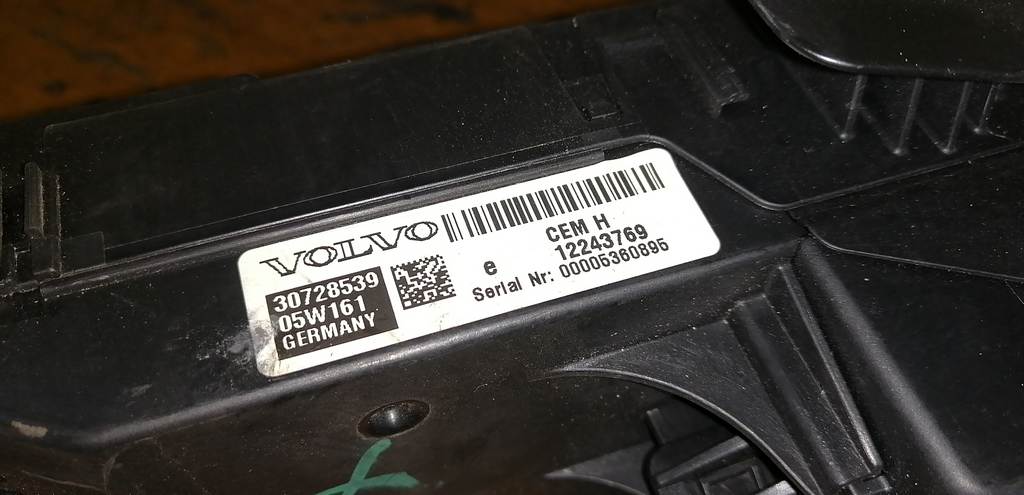 VOLVO
30728539
05W161
GERMANY
CEM H
e 12243769
Serial Nr: 00005360895